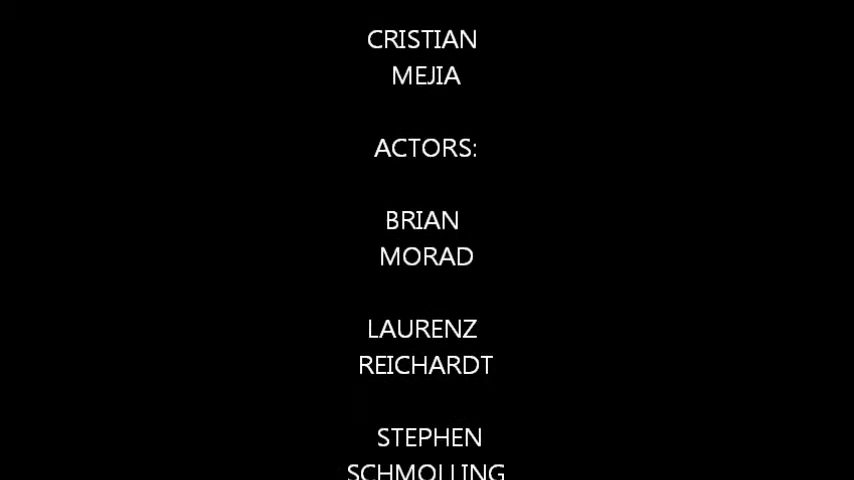 CRISTIAN
MEJIA
ACTORS:
BRIAN
MORAD
LAURENZ
REICHARDT
STEPHEN
SCHMOLLING